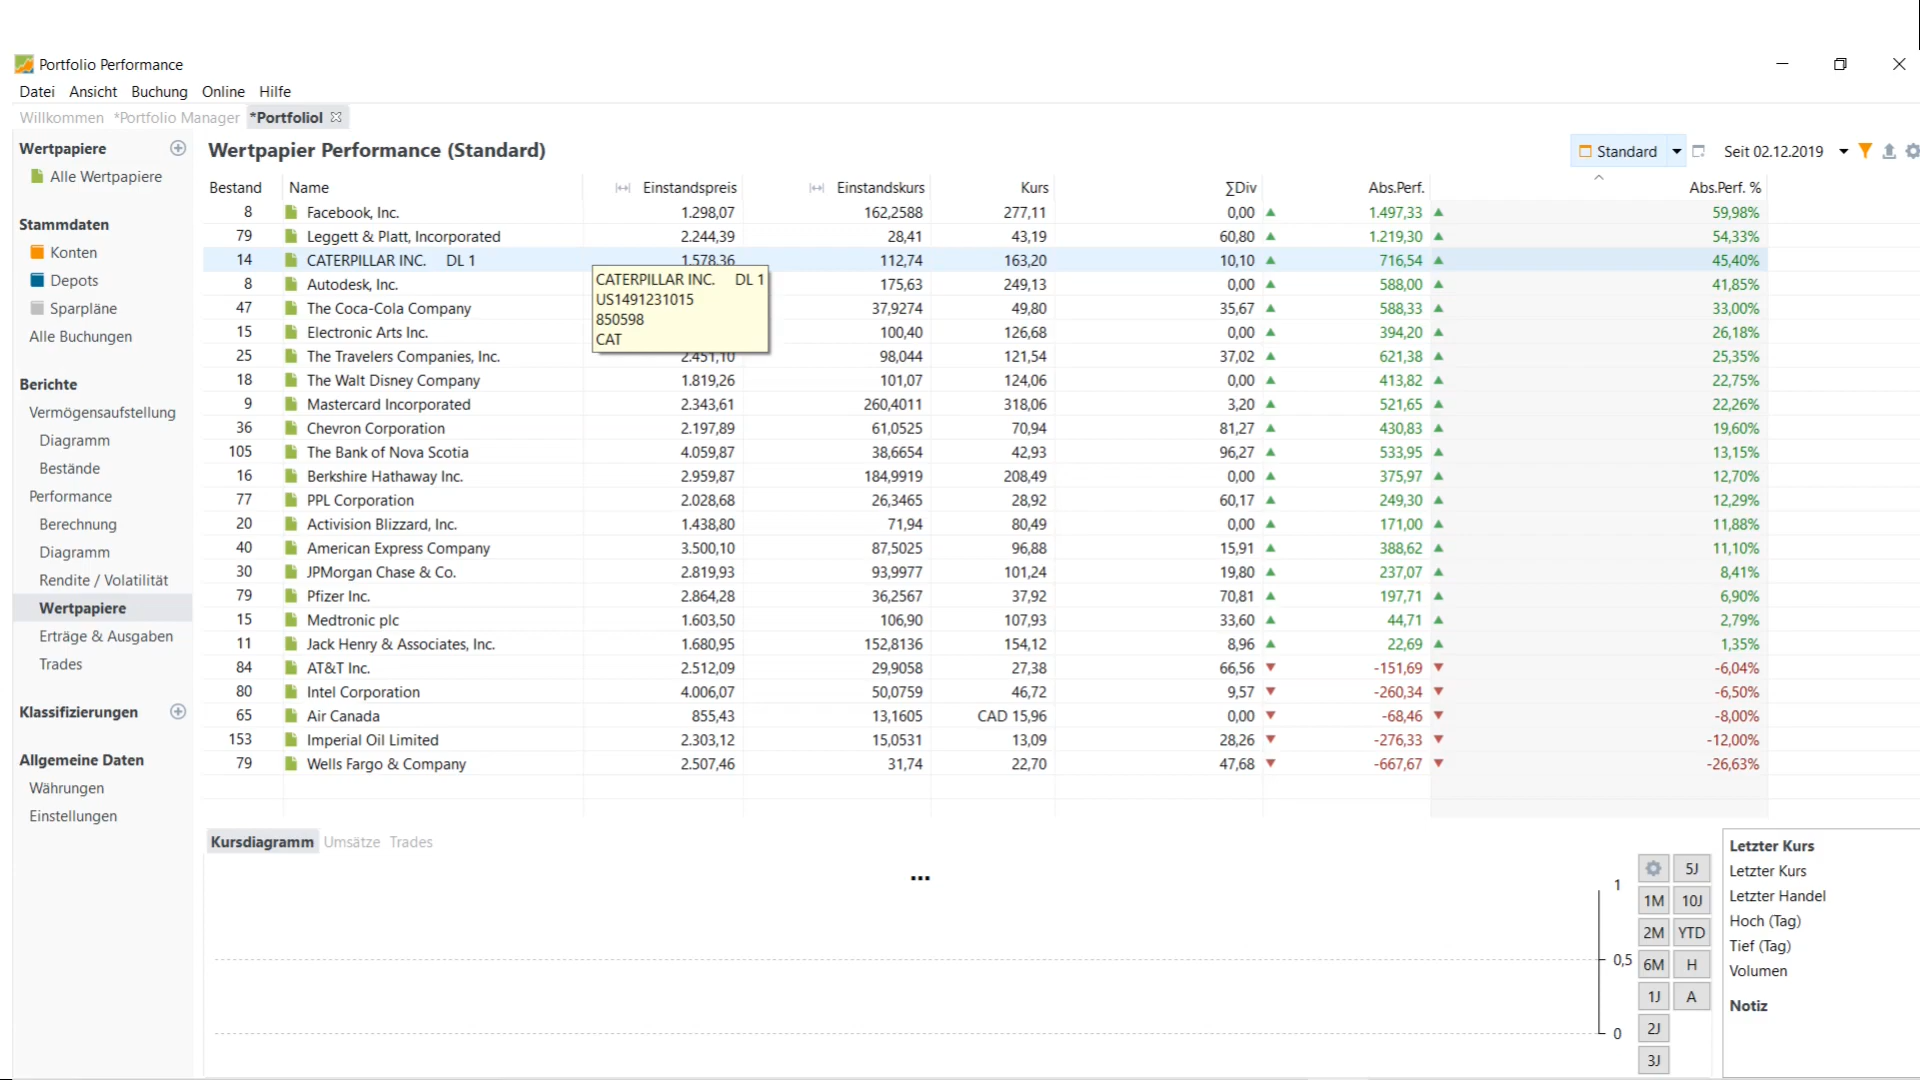 Portfolio Performance
Datei Ansicht Buchung Online Hilfe
Willkommen *Portfolio Manager *Portfoliol
Wertpapiere
Alle Wertpapiere
Stammdaten
Konten
Depots
Sparpläne
Alle Buchungen
Berichte
Vermögensaufstellung
Diagramm
Bestände
Performance
Berechnung
Diagramm
Rendite / Volatilität
Wertpapiere
Erträge & Ausgaben
Trades
Klassifizierungen
Allgemeine Daten
Währungen
Einstellungen
Wertpapier Performance (Standard)
Standard Seit 02.12.2019
Bestand Name Einstandspreis Einstandskurs Kurs ∑Div Abs.Perf. Abs.Perf. %
8 Facebook, Inc. 1.298,07 162,2588 277,11 0,00 1.497,33 59,98%
79 Leggett & Platt, Incorporated 2.244,39 28,41 43,19 60,80 1.219,30 54,33%
14 CATERPILLAR INC. DL 1 1.578,36 112,74 163,20 10,10 716,54 45,40%
8 Autodesk, Inc. 175,63 249,13 0,00 588,00 41,85%
47 The Coca-Cola Company 37,9274 49,80 35,67 588,33 33,00%
15 Electronic Arts Inc. 100,40 126,68 0,00 394,20 26,18%
25 The Travelers Companies, Inc. 2.451,10 98,044 121,54 37,02 621,38 25,35%
18 The Walt Disney Company 1.819,26 101,07 124,06 0,00 413,82 22,75%
9 Mastercard Incorporated 2.343,61 260,4011 318,06 3,20 521,65 22,26%
36 Chevron Corporation 2.197,89 61,0525 70,94 81,27 430,83 19,60%
105 The Bank of Nova Scotia 4.059,87 38,6654 42,93 96,27 533,95 13,15%
16 Berkshire Hathaway Inc. 2.959,87 184,9919 208,49 0,00 375,97 12,70%
77 PPL Corporation 2.028,68 26,3465 28,92 60,17 249,30 12,29%
20 Activision Blizzard, Inc. 1.438,80 71,94 80,49 0,00 171,00 11,88%
40 American Express Company 3.500,10 87,5025 96,88 15,91 388,62 11,10%
30 JPMorgan Chase & Co. 2.819,93 93,9977 101,24 19,80 237,07 8,41%
79 Pfizer Inc. 2.864,28 36,2567 37,92 70,81 197,71 6,90%
15 Medtronic plc 1.603,50 106,90 107,93 33,60 44,71 2,79%
11 Jack Henry & Associates, Inc. 1.680,95 152,8136 154,12 8,96 22,69 1,35%
84 AT&T Inc. 2.512,09 29,9058 27,38 66,56 -151,69 -6,04%
80 Intel Corporation 4.006,07 50,0759 46,72 9,57 -260,34 -6,50%
65 Air Canada 855,43 13,1605 CAD 15,96 0,00 -68,46 -8,00%
153 Imperial Oil Limited 2.303,12 15,0531 13,09 28,26 -276,33 -12,00%
79 Wells Fargo & Company 2.507,46 31,74 22,70 47,68 -667,67 -26,63%
CATERPILLAR INC. DL 1
US1491231015
850598
CAT
Kursdiagramm Umsätze Trades
...
1
0,5
0
5J
1M 10J
2M YTD
6M H
1J A
2J
3J
Letzter Kurs
Letzter Kurs
Letzter Handel
Hoch (Tag)
Tief (Tag)
Volumen
Notiz